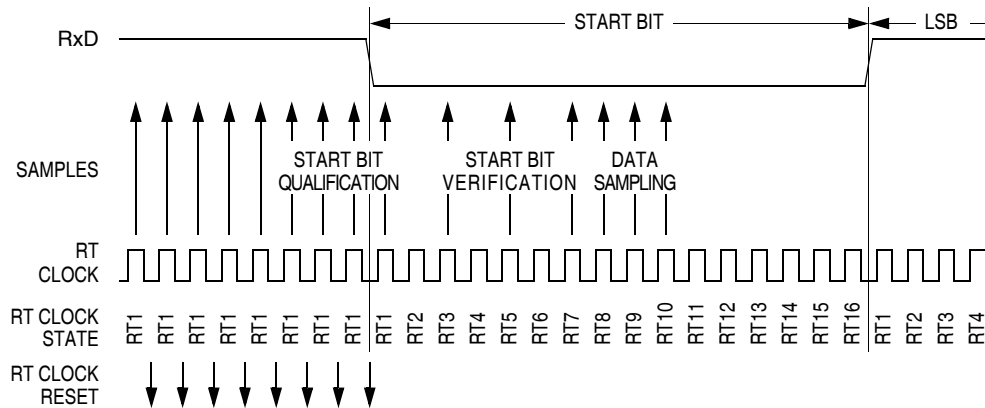 START BIT
LSB
RxD
SAMPLES
START BIT
QUALIFICATION
START BIT
VERIFICATION
DATA
SAMPLING
RT
CLOCK
RT CLOCK
STATE
RT1 RT1 RT1 RT1 RT1 RT1 RT1 RT1 RT1 RT2 RT3 RT4 RT5 RT6 RT7 RT8 RT9 RT10 RT11 RT12 RT13 RT14 RT15 RT16 RT1 RT2 RT3 RT4
RT CLOCK
RESET